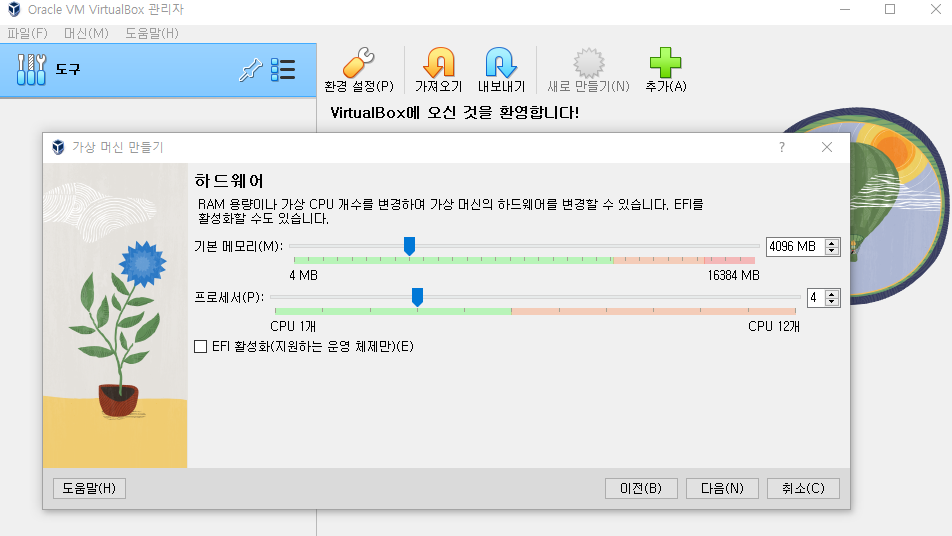 Oracle VM VirtualBox 관리자
파일(F) 머신(M) 도움말(H)
도구
환경 설정(P) 가져오기 내보내기 새로 만들기(N) 추가(A)
VirtualBox에 오신 것을 환영합니다!
가상 머신 만들기
하드웨어
RAM 용량이나 가상 CPU 개수를 변경하여 가상 머신의 하드웨어를 변경할 수 있습니다. EFI를
활성화할 수도 있습니다.
기본 메모리(M): 4096 MB
4 MB 16384 MB
프로세서(P): 4
CPU 1개 CPU 12개
EFI 활성화(지원하는 운영 체제만)(E)
도움말(H) 이전(B) 다음(N) 취소(C)